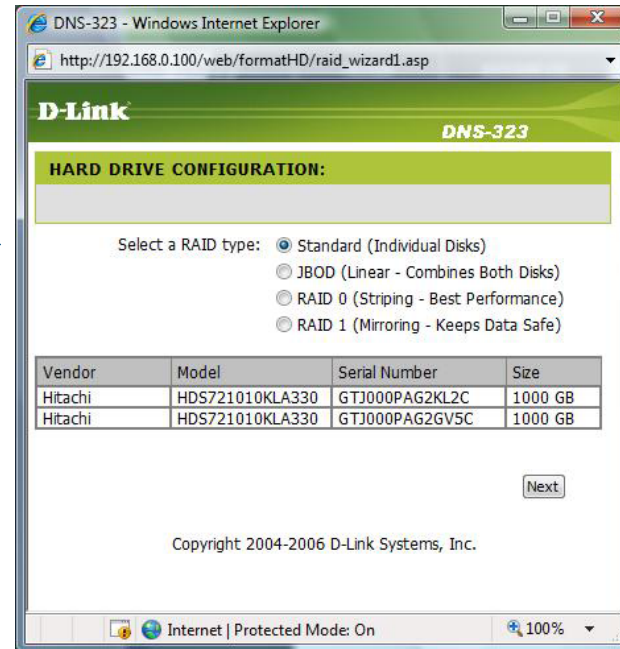 DNS-323 - Windows Internet Explorer
http://192.168.0.100/web/formatHD/raid_wizard1.asp
D-Link
DNS-323
HARD DRIVE CONFIGURATION:
Select a RAID type: Standard (Individual Disks)
JBOD (Linear - Combines Both Disks)
RAID 0 (Striping - Best Performance)
RAID 1 (Mirroring - Keeps Data Safe)
Vendor Model Serial Number Size
Hitachi HDS721010KLA330 GTJ000PAG2KL2C 1000 GB
Hitachi HDS721010KLA330 GTJ000PAG2GV5C 1000 GB
Next
Copyright 2004-2006 D-Link Systems, Inc.
Internet | Protected Mode: On 100%